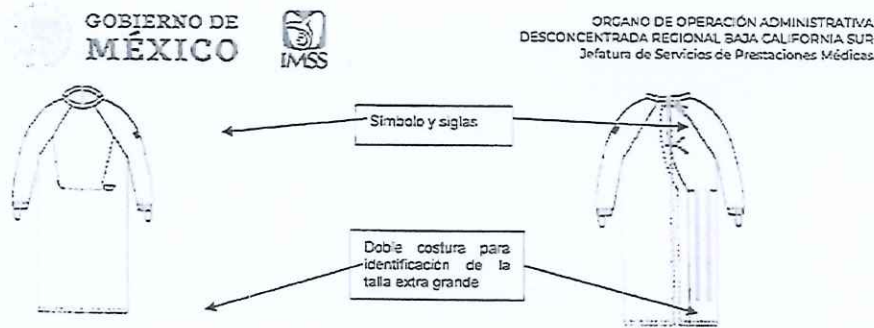 GOBIERNO DE
MÉXICO
IMSS
ORGANO DE OPERACIÓN ADMINISTRATIVA
DESCONCENTRADA REGIONAL BAJA CALIFORNIA SUR
Jefatura de Servicios de Prestaciones Médicas
Símbolo y siglas
Doble costura para
identificación de la
talla extra grande